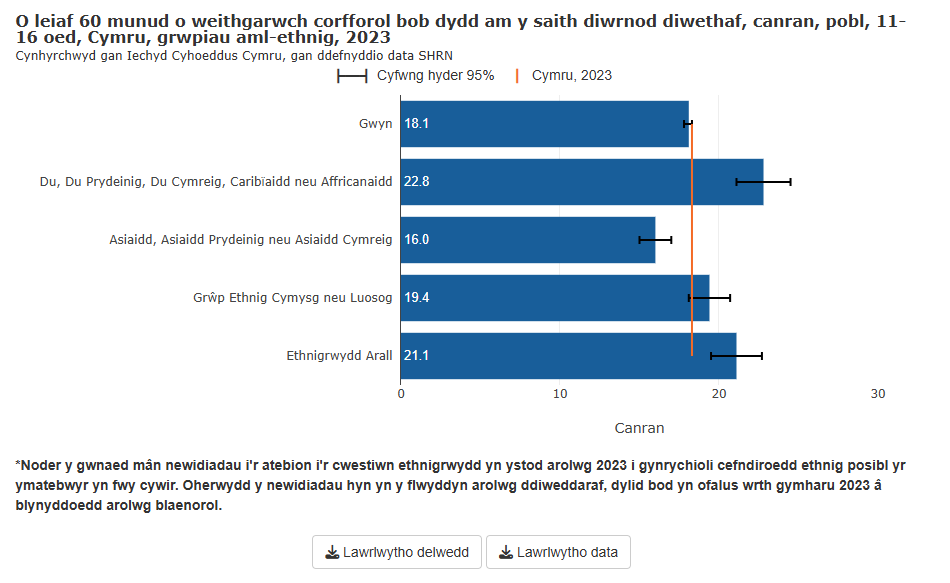 O leiaf 60 munud o weithgarwch corfforol bob dydd am y saith diwrnod diwethaf, canran, pobl, 11-
16 oed, Cymru, grwpiau aml-ethnig, 2023
Cynhyrchwyd gan Iechyd Cyhoeddus Cymru, gan ddefnyddio data SHRN
Cyfwng hyder 95% Cymru, 2023
Gwyn 18.1
Du, Du Prydeinig, Du Cymreig, Caribïaidd neu Affricanaidd 22.8
Asiaidd, Asiaidd Prydeinig neu Asiaidd Cymreig 16.0
Grŵp Ethnig Cymysg neu Luosog 19.4
Ethnigrwydd Arall 21.1
0 10 20 30
Canran
*Noder y gwnaed mân newidiadau i'r atebion i'r cwestiwn ethnigrwydd yn ystod arolwg 2023 i gynrychioli cefndiroedd ethnig posibl yr
ymatebwyr yn fwy cywir. Oherwydd y newidiadau hyn yn y flwyddyn arolwg ddiweddaraf, dylid bod yn ofalus wrth gymharu 2023 â
blynyddoedd arolwg blaenorol.
Lawrlwytho delwedd Lawrlwytho data